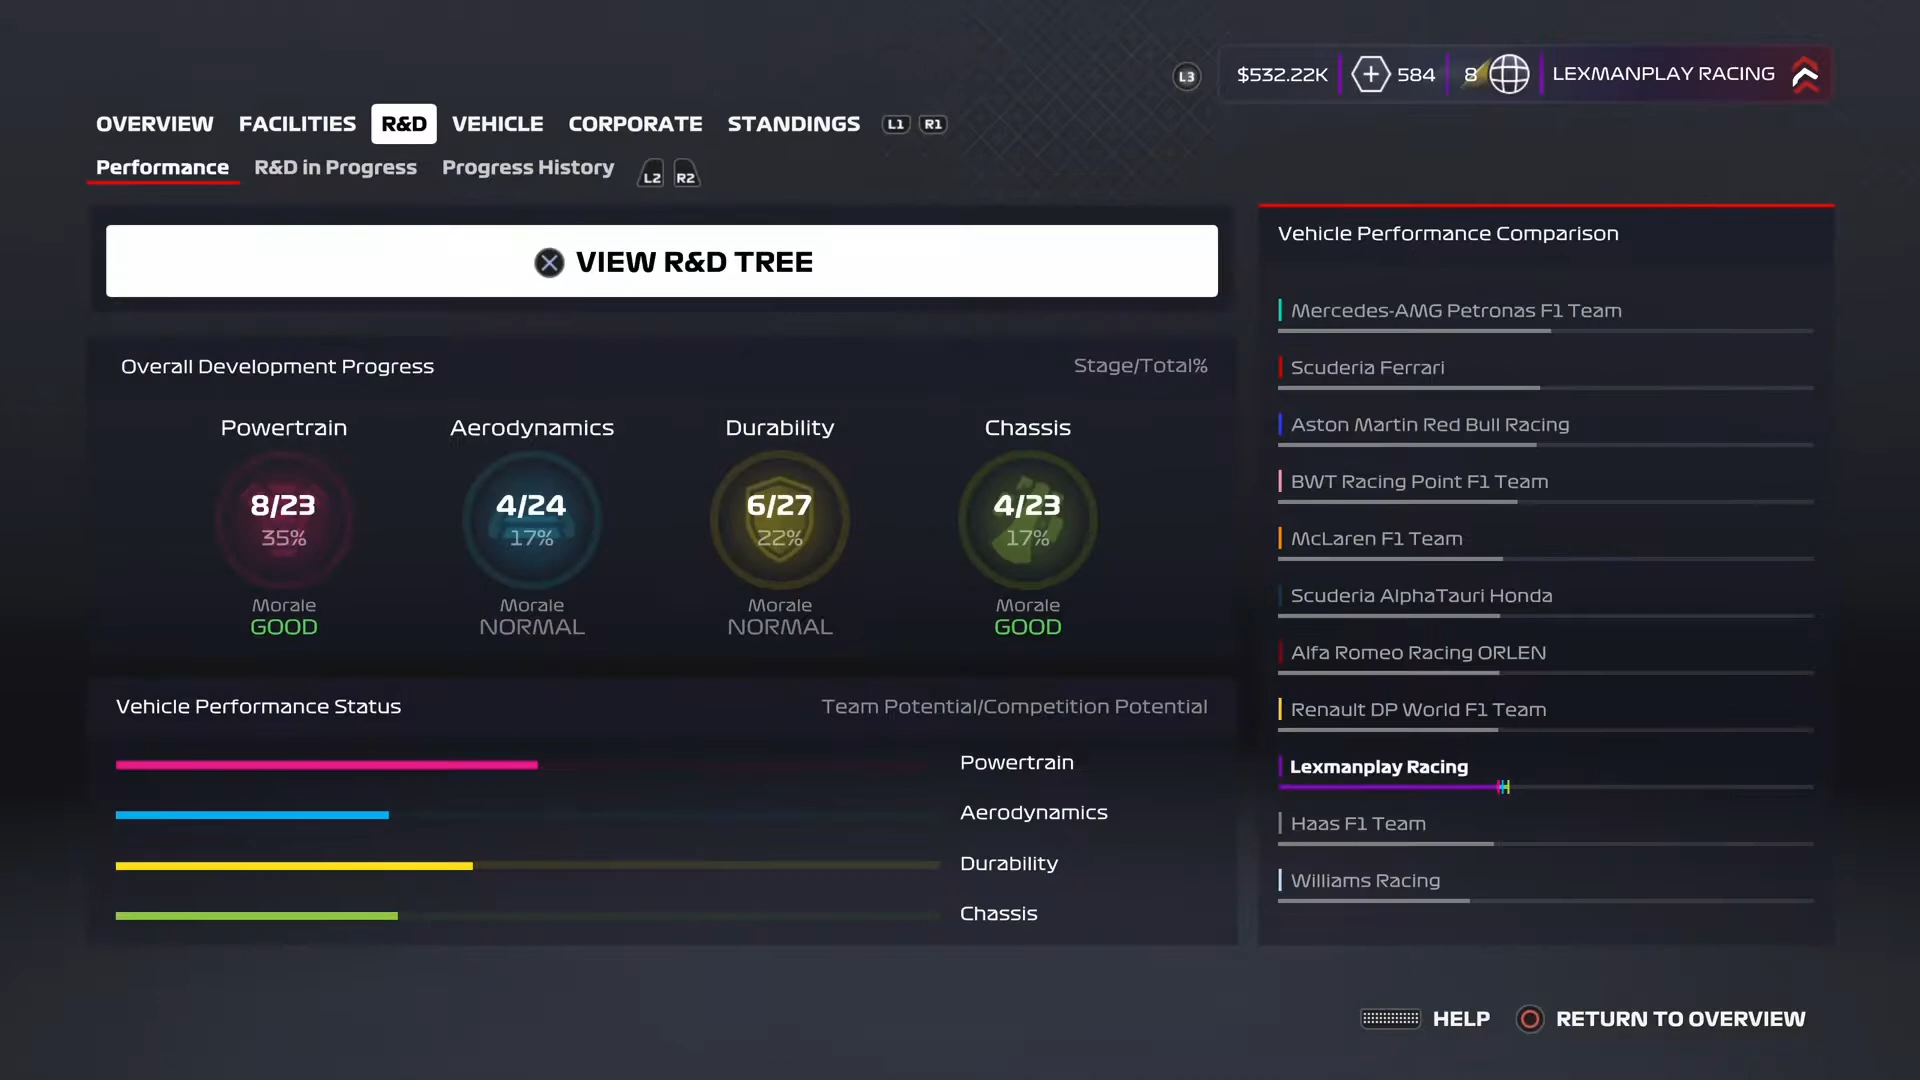 L3
$532.22K
584
8
LEXMANPLAY RACING
OVERVIEW FACILITIES R&D VEHICLE CORPORATE STANDINGS L1 R1
Performance R&D in Progress Progress History L2 R2
VIEW R&D TREE
Overall Development Progress Stage/Total%
Powertrain Aerodynamics Durability Chassis
8/23 4/24 6/27 4/23
35% 17% 22% 17%
Morale Morale Morale Morale
GOOD NORMAL NORMAL GOOD
Vehicle Performance Status Team Potential/Competition Potential
Powertrain
Aerodynamics
Durability
Chassis
Vehicle Performance Comparison
Mercedes-AMG Petronas F1 Team
Scuderia Ferrari
Aston Martin Red Bull Racing
BWT Racing Point F1 Team
McLaren F1 Team
Scuderia AlphaTauri Honda
Alfa Romeo Racing ORLEN
Renault DP World F1 Team
Lexmanplay Racing
Haas F1 Team
Williams Racing
HELP RETURN TO OVERVIEW